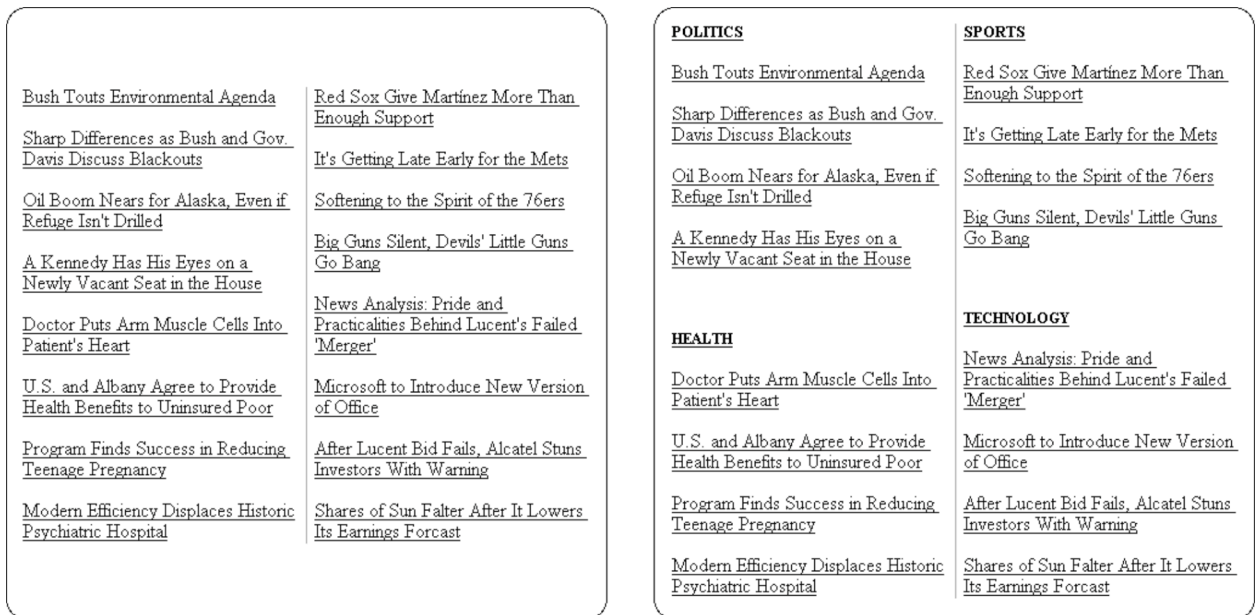 Bush Touts Environmental Agenda
Sharp Differences as Bush and Gov.
Davis Discuss Blackouts
Oil Boom Nears for Alaska, Even if
Refuge Isn't Drilled
A Kennedy Has His Eyes on a
Newly Vacant Seat in the House
Doctor Puts Arm Muscle Cells Into
Patient's Heart
U.S. and Albany Agree to Provide
Health Benefits to Uninsured Poor
Program Finds Success in Reducing
Teenage Pregnancy
Modern Efficiency Displaces Historic
Psychiatric Hospital
Red Sox Give Martínez More Than
Enough Support
It's Getting Late Early for the Mets
Softening to the Spirit of the 76ers
Big Guns Silent, Devils' Little Guns
Go Bang
News Analysis: Pride and
Practicalities Behind Lucent's Failed
'Merger'
Microsoft to Introduce New Version
of Office
After Lucent Bid Fails, Alcatel Stuns
Investors With Warning
Shares of Sun Falter After It Lowers
Its Earnings Forcast
POLITICS
Bush Touts Environmental Agenda
Sharp Differences as Bush and Gov.
Davis Discuss Blackouts
Oil Boom Nears for Alaska, Even if
Refuge Isn't Drilled
A Kennedy Has His Eyes on a
Newly Vacant Seat in the House
HEALTH
Doctor Puts Arm Muscle Cells Into
Patient's Heart
U.S. and Albany Agree to Provide
Health Benefits to Uninsured Poor
Program Finds Success in Reducing
Teenage Pregnancy
Modern Efficiency Displaces Historic
Psychiatric Hospital
SPORTS
Red Sox Give Martínez More Than
Enough Support
It's Getting Late Early for the Mets
Softening to the Spirit of the 76ers
Big Guns Silent, Devils' Little Guns
Go Bang
TECHNOLOGY
News Analysis: Pride and
Practicalities Behind Lucent's Failed
'Merger'
Microsoft to Introduce New Version
of Office
After Lucent Bid Fails, Alcatel Stuns
Investors With Warning
Shares of Sun Falter After It Lowers
Its Earnings Forcast